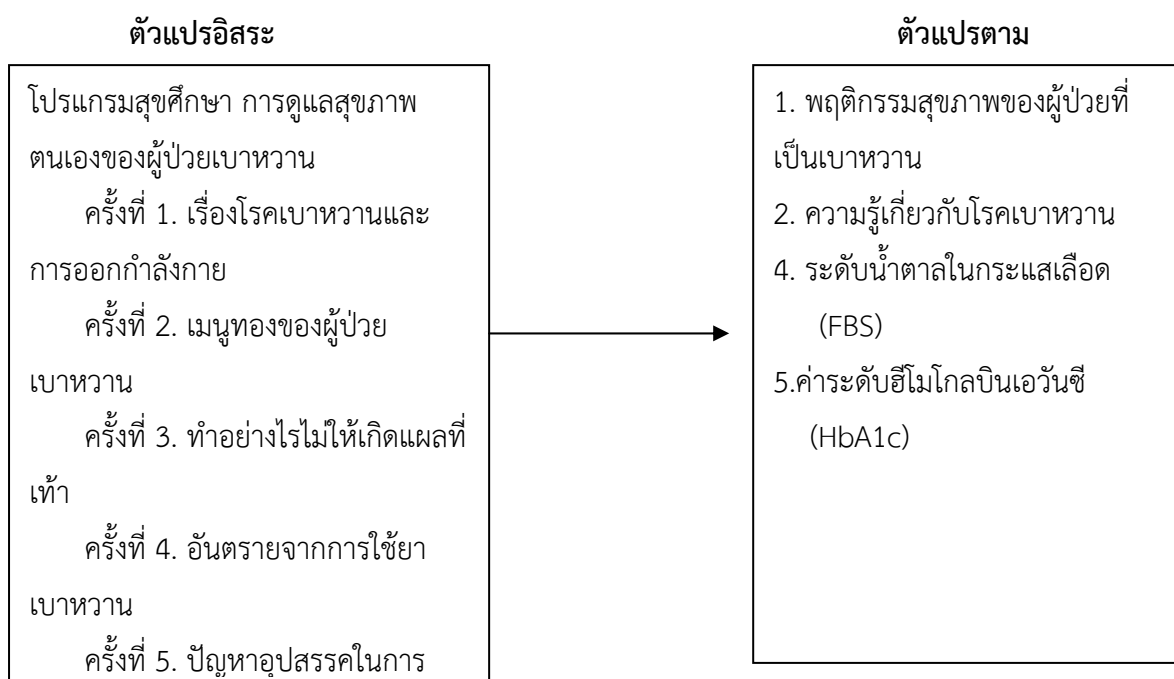 ตัวแปรอิสระ
โปรแกรมสุขศึกษา การดูแลสุขภาพ
ตนเองของผู้ป่วยเบาหวาน
ครั้งที่ 1. เรื่องโรคเบาหวานและ
การออกกำลังกาย
ครั้งที่ 2. เมนูทองของผู้ป่วย
เบาหวาน
ครั้งที่ 3. ทำอย่างไรไม่ให้เกิดแผลที่
เท้า
ครั้งที่ 4. อันตรายจากการใช้ยา
เบาหวาน
ครั้งที่ 5. ปัญหาอุปสรรคในการ
ตัวแปรตาม
1. พฤติกรรมสุขภาพของผู้ป่วยที่
เป็นเบาหวาน
2. ความรู้เกี่ยวกับโรคเบาหวาน
4. ระดับน้ำตาลในกระแสเลือด
(FBS)
5.ค่าระดับฮีโมโกลบินเอวันซี
(HbA1c)